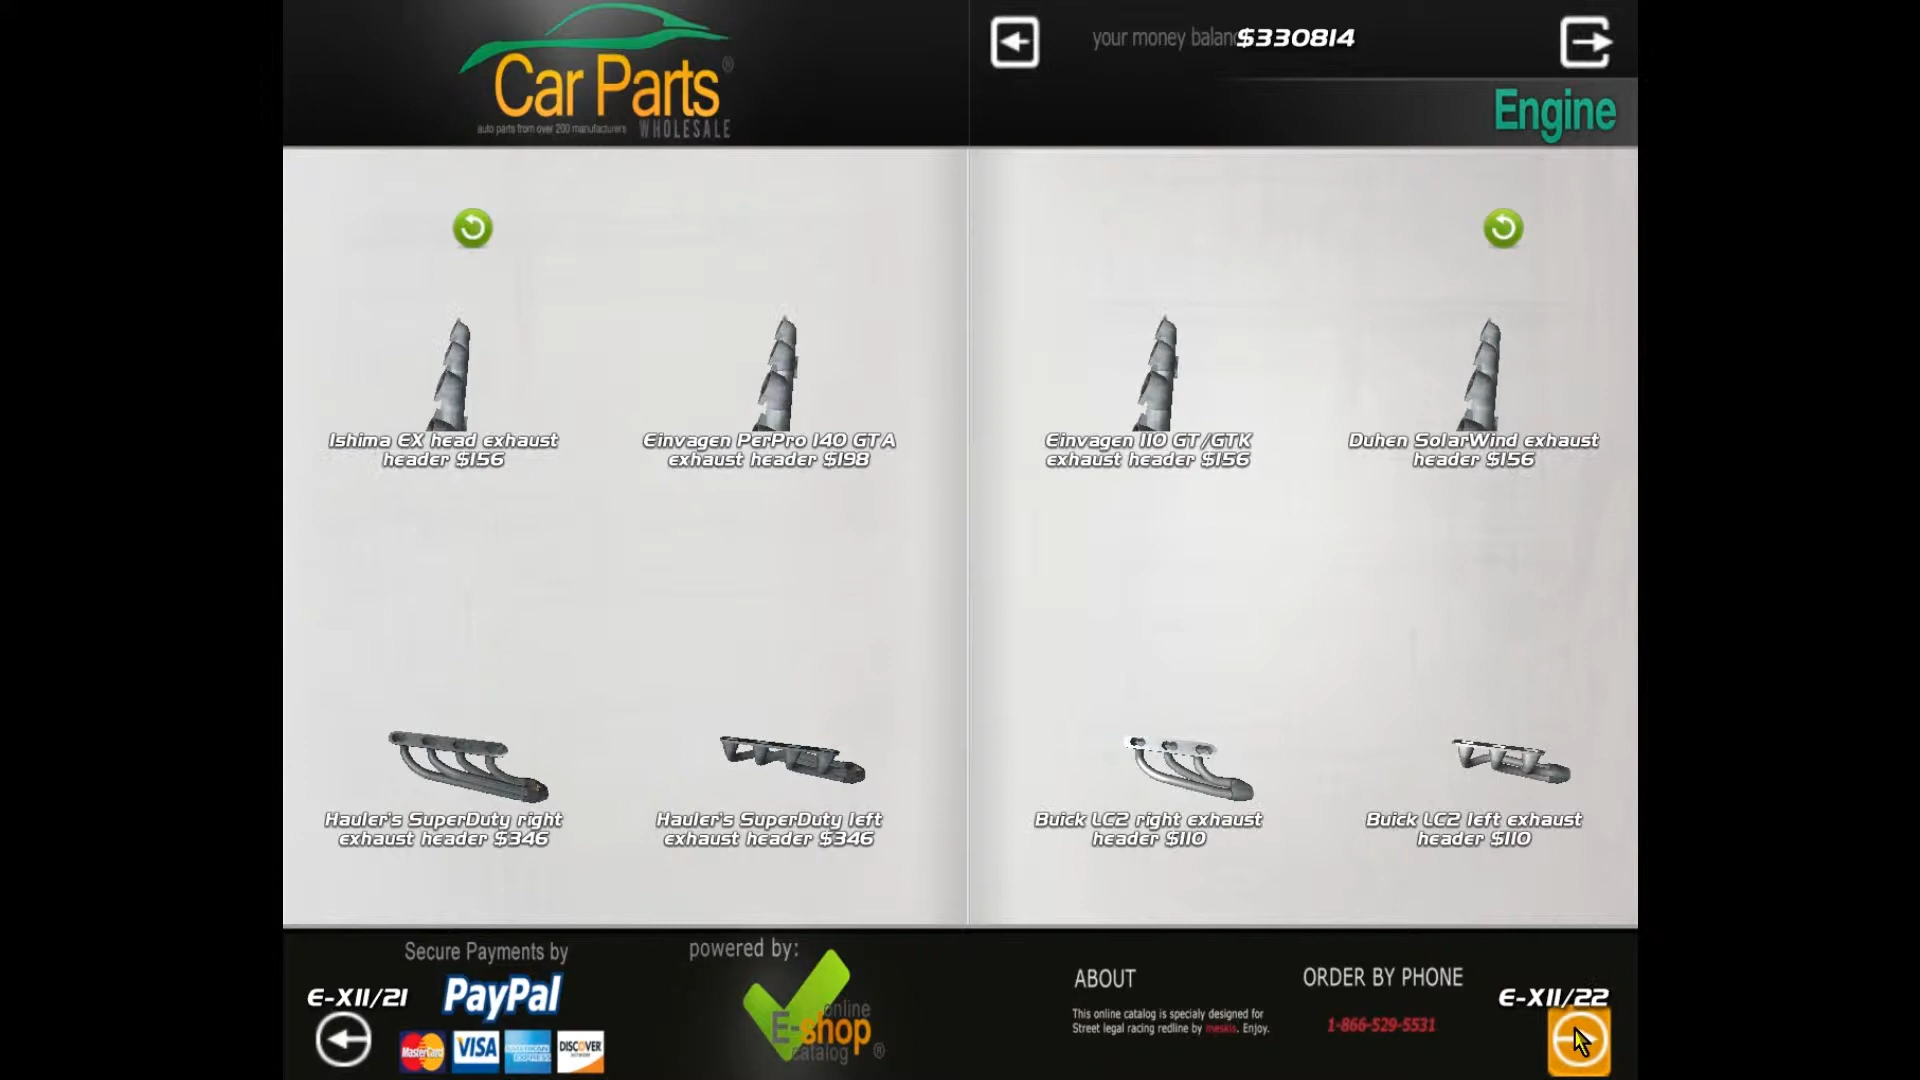 Car Parts ®
auto parts from over 200 manufacturers WHOLESALE
your money balanc $330814
Engine
Ishima EX head exhaust
header $156
Einvagen PerPro 140 GTA
exhaust header $198
Einvagen 110 GT/GTK
exhaust header $156
Duhen SolarWind exhaust
header $156
Hauler's SuperDuty right
exhaust header $346
Hauler's SuperDuty left
exhaust header $346
Buick LC2 right exhaust
header $110
Buick LC2 left exhaust
header $110
Secure Payments by
E-XII/21
PayPal
MasterCard VISA AMERICAN EXPRESS DISCOVER
powered by:
online
E-shop
catalog ®
ABOUT
This online catalog is specialy designed for
Street legal racing redline by meskis. Enjoy.
ORDER BY PHONE
1-866-529-5531
E-XII/22